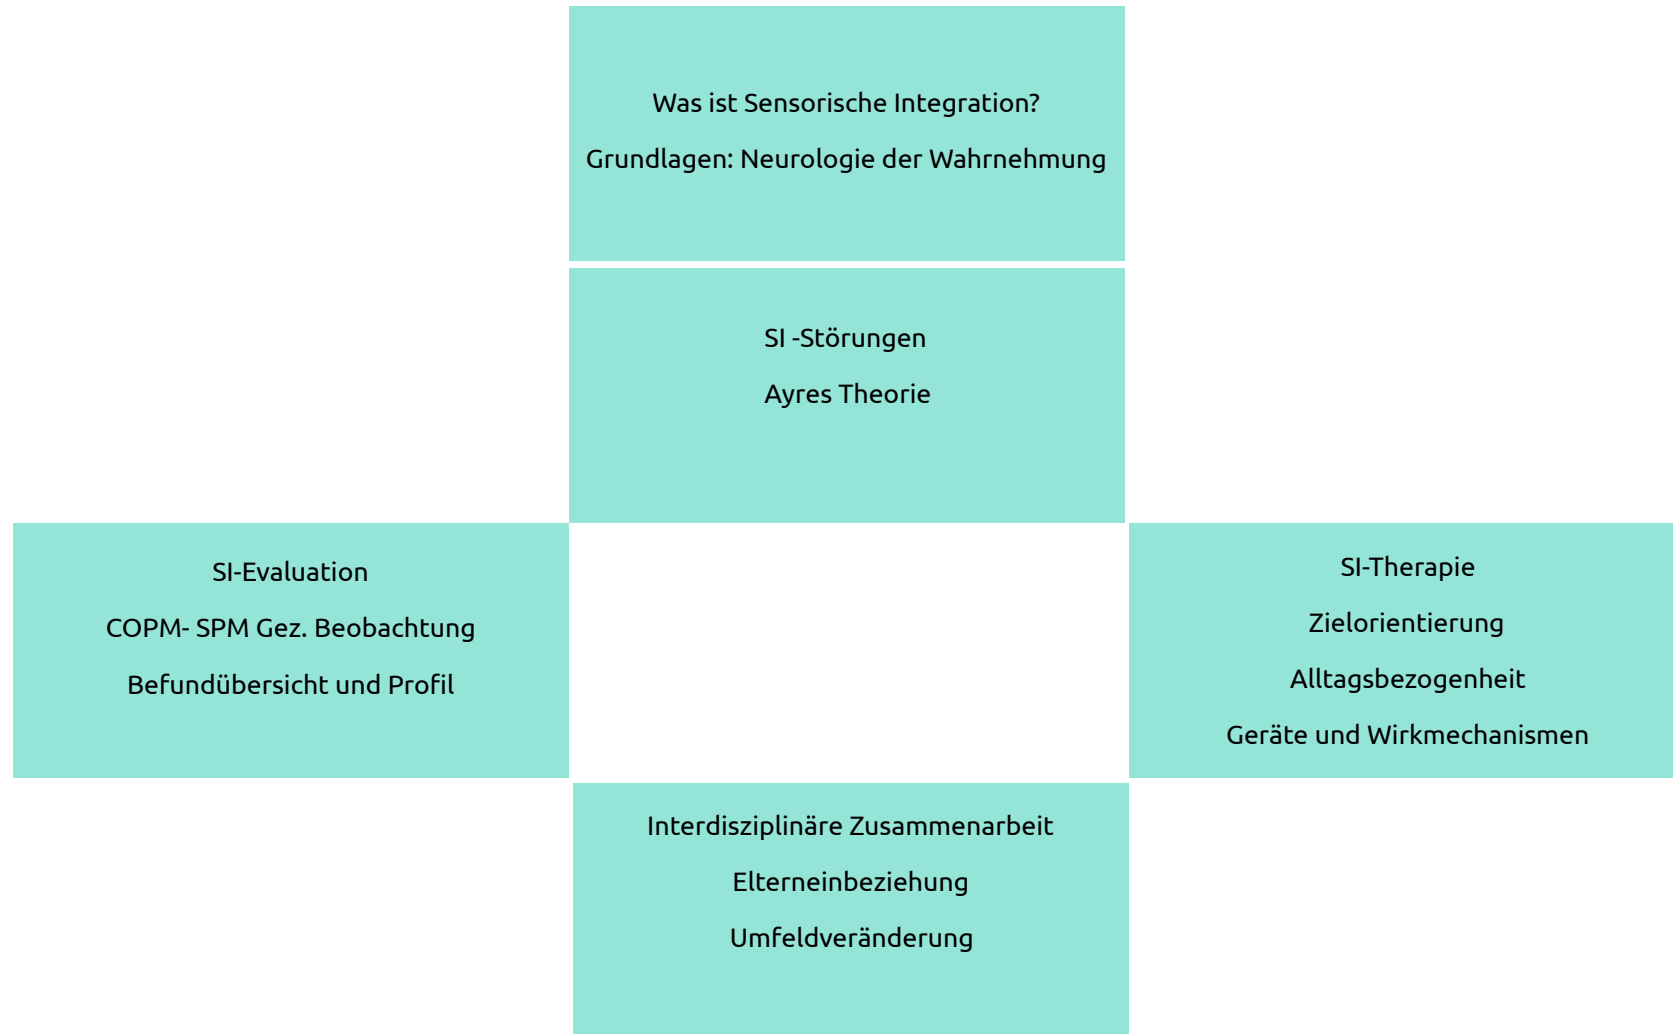 Was ist Sensorische Integration?
Grundlagen: Neurologie der Wahrnehmung
SI -Störungen
Ayres Theorie
SI-Evaluation
COPM- SPM Gez. Beobachtung
Befundübersicht und Profil
SI-Therapie
Zielorientierung
Alltagsbezogenheit
Geräte und Wirkmechanismen
Interdisziplinäre Zusammenarbeit
Elterneinbeziehung
Umfeldveränderung